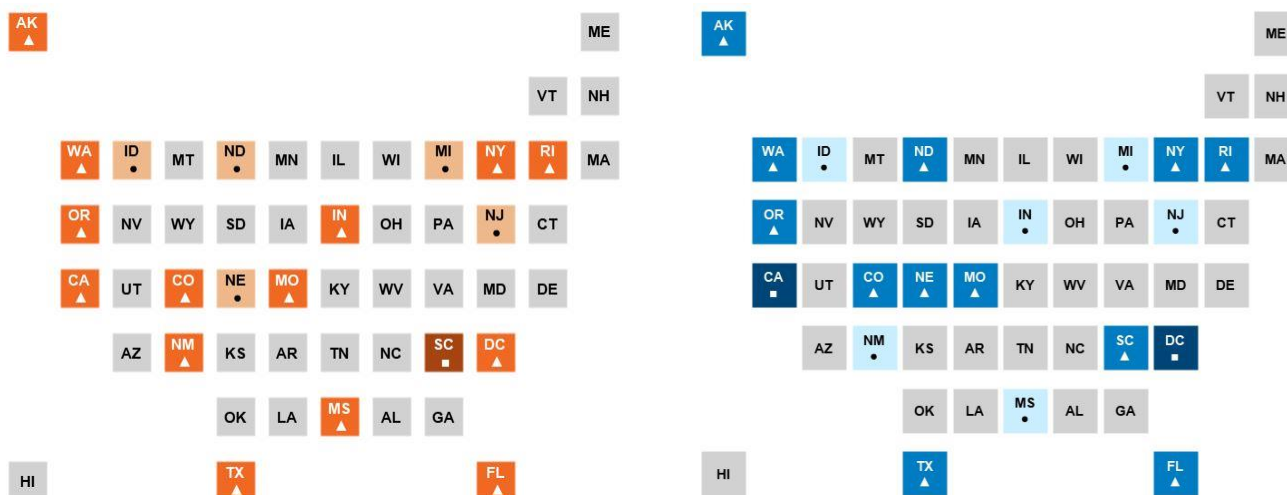 AK ME
VT NH
WA ID MT ND MN IL WI MI NY RI MA
OR NV WY SD IA IN OH PA NJ CT
CA UT CO NE MO KY WV VA MD DE
AZ NM KS AR TN NC SC DC
OK LA MS AL GA
HI TX FL
AK ME
VT NH
WA ID MT ND MN IL WI MI NY RI MA
OR NV WY SD IA IN OH PA NJ CT
CA UT CO NE MO KY WV VA MD DE
AZ NM KS AR TN NC SC DC
OK LA MS AL GA
HI TX FL